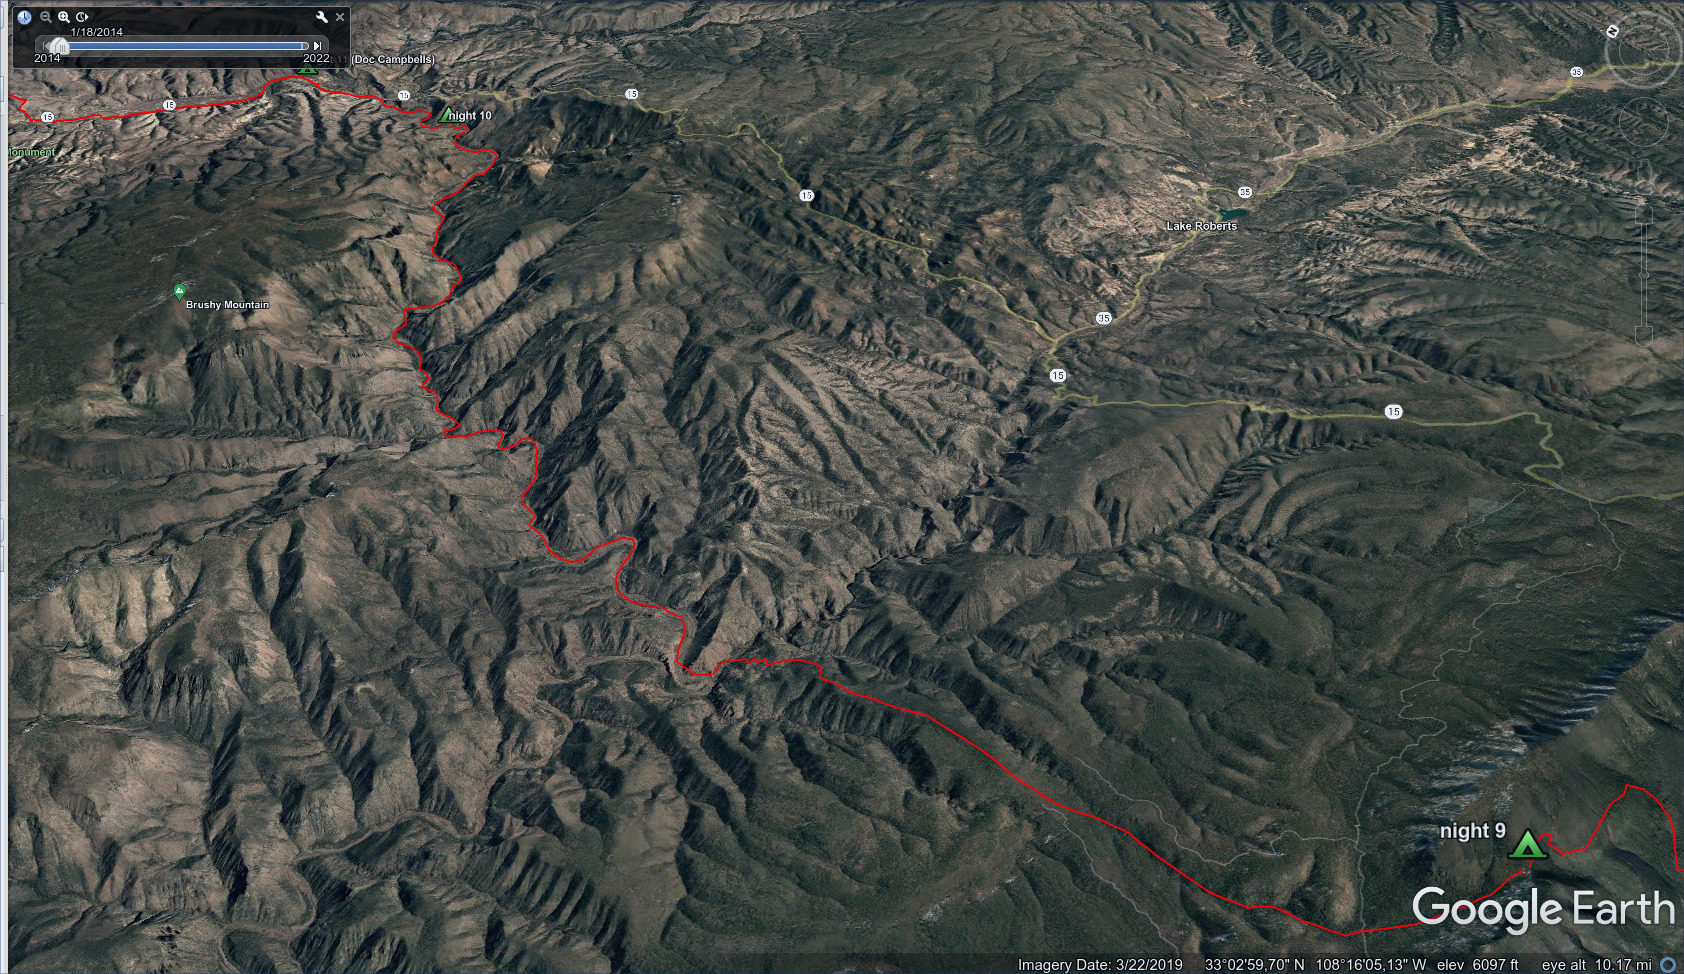 1/18/2014
2014
2022
(Doc Campbells)
35
15
15
15
15
night 10
Monument
35
15
Lake Roberts
Brushy Mountain
35
15
15
night 9
Google Earth
Imagery Date: 3/22/2019 33°02'59,70" N 108°16'05,13" W elev 6097 ft eye alt 10.17 mi